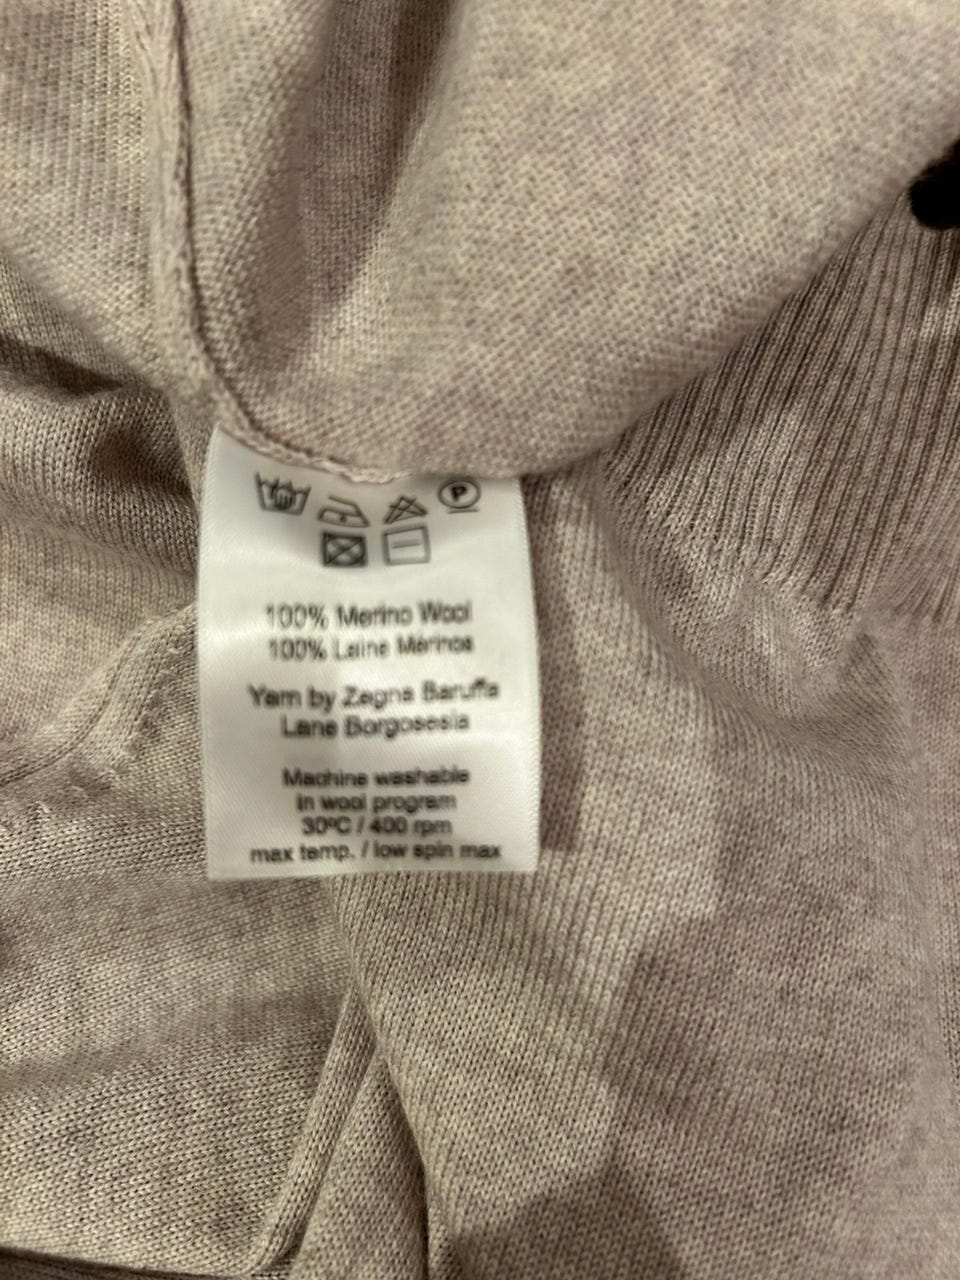 P
100% Merino Wool
100% Laine Mérinos
Yarn by Zegna Baruffa
Lane Borgosesia
Machine washable
in wool program
30ºC / 400 rpm
max temp. / low spin max